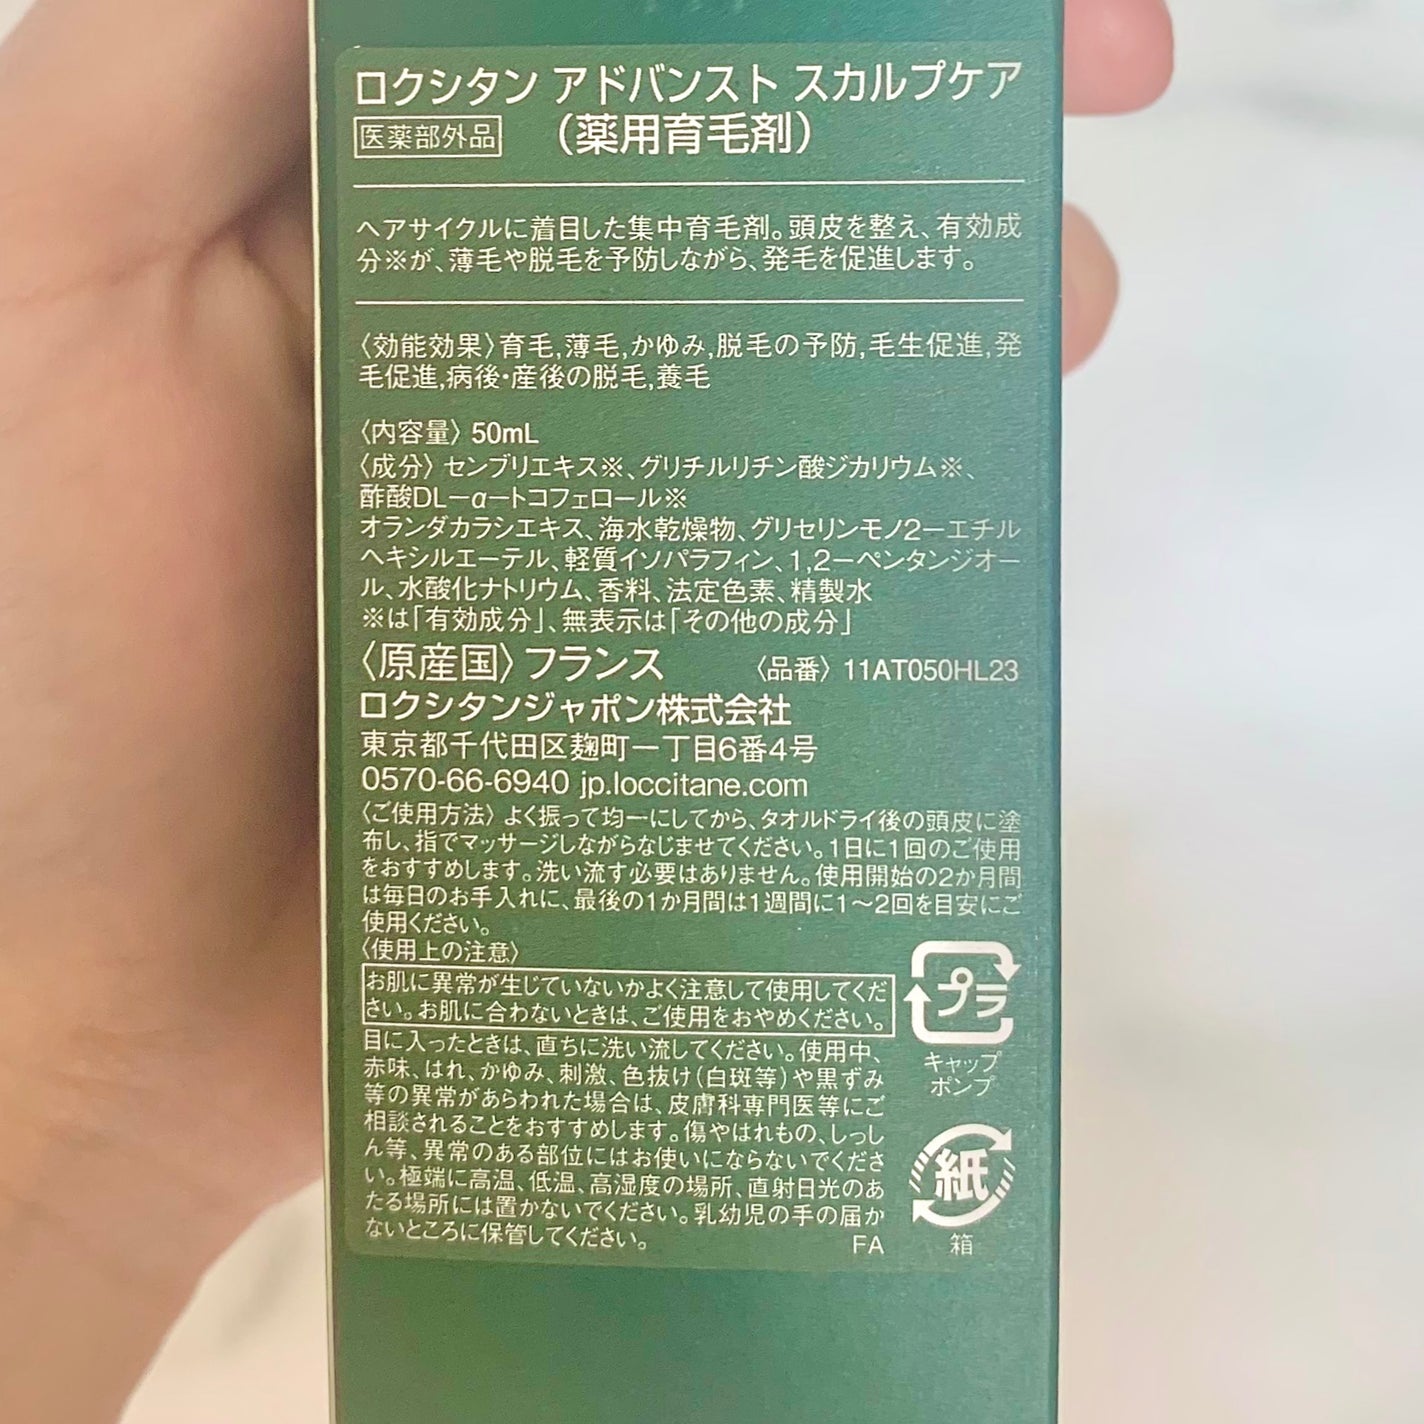 ロクシタン アドバンスト スカルプケア
医薬部外品 （薬用育毛剤）
ヘアサイクルに着目した集中育毛剤。頭皮を整え、有効成
分※が、薄毛や脱毛を予防しながら、発毛を促進します。
〈効能効果〉育毛,薄毛,かゆみ,脱毛の予防,毛生促進,発
毛促進,病後・産後の脱毛,養毛
〈内容量〉50mL
〈成分〉センブリエキス※、グリチルリチン酸ジカリウム※、
酢酸DL－α－トコフェロール※
オランダカラシエキス、海水乾燥物、グリセリンモノ2－エチル
ヘキシルエーテル、軽質イソパラフィン、1,2－ペンタンジオー
ル、水酸化ナトリウム、香料、法定色素、精製水
※は「有効成分」、無表示は「その他の成分」
〈原産国〉フランス 〈品番〉11AT050HL23
ロクシタンジャポン株式会社
東京都千代田区麹町一丁目6番4号
0570-66-6940 jp.loccitane.com
〈ご使用方法〉よく振って均一にしてから、タオルドライ後の頭皮に塗
布し、指でマッサージしながらなじませてください。1日に1回のご使用
をおすすめします。洗い流す必要はありません。使用開始の2か月間
は毎日のお手入れに、最後の1か月間は1週間に1～2回を目安にご
使用ください。
〈使用上の注意〉
お肌に異常が生じていないかよく注意して使用してくだ
さい。お肌に合わないときは、ご使用をおやめください。
目に入ったときは、直ちに洗い流してください。使用中、
赤味、はれ、かゆみ、刺激、色抜け（白斑等）や黒ずみ
等の異常があらわれた場合は、皮膚科専門医等にご
相談されることをおすすめします。傷やはれもの、しっし
ん等、異常のある部位にはお使いにならないでくださ
い。極端に高温、低温、高湿度の場所、直射日光のあ
たる場所には置かないでください。乳幼児の手の届か
ないところに保管してください。 FA
プラ
キャップ
ポンプ
紙
箱